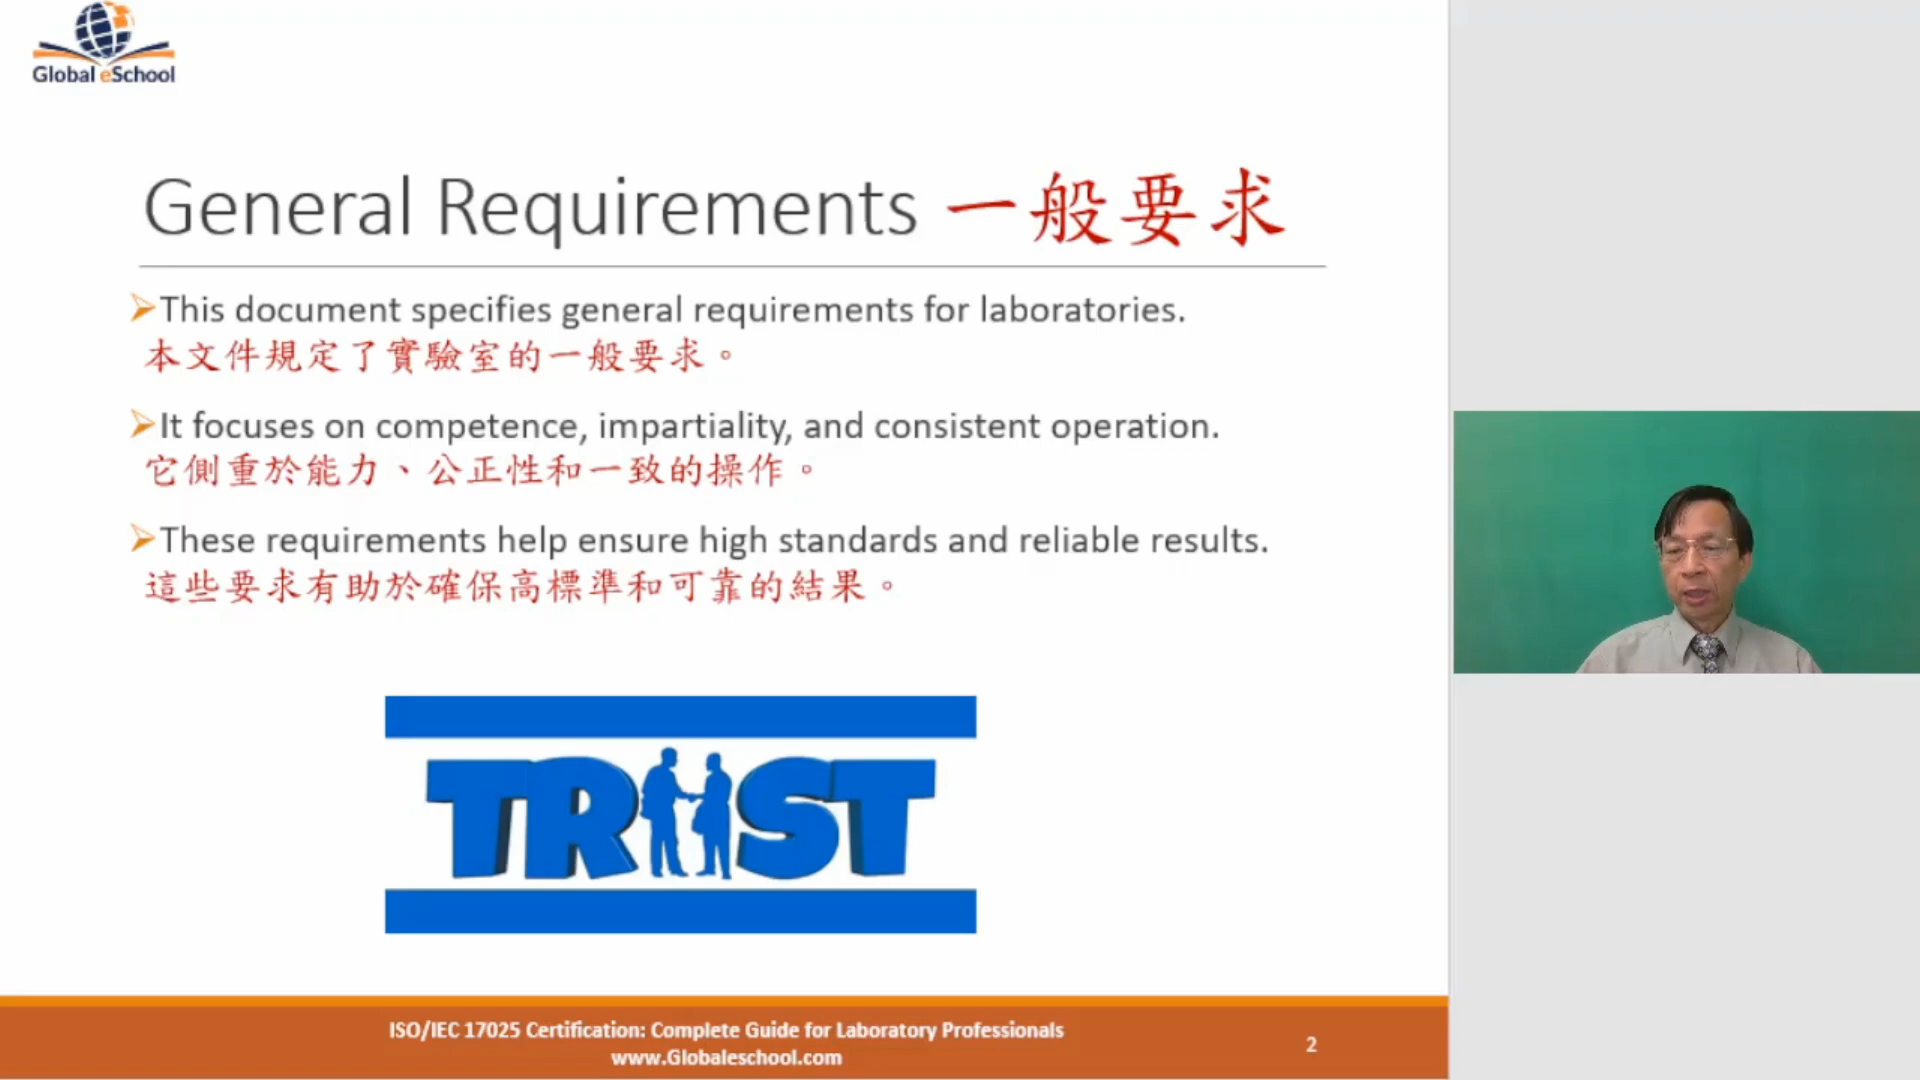 Global eSchool
General Requirements 一般要求
This document specifies general requirements for laboratories.
本文件規定了實驗室的一般要求。
It focuses on competence, impartiality, and consistent operation.
它側重於能力、公正性和一致的操作。
These requirements help ensure high standards and reliable results.
這些要求有助於確保高標準和可靠的結果。
TRUST
ISO/IEC 17025 Certification: Complete Guide for Laboratory Professionals
www.Globaleschool.com
2